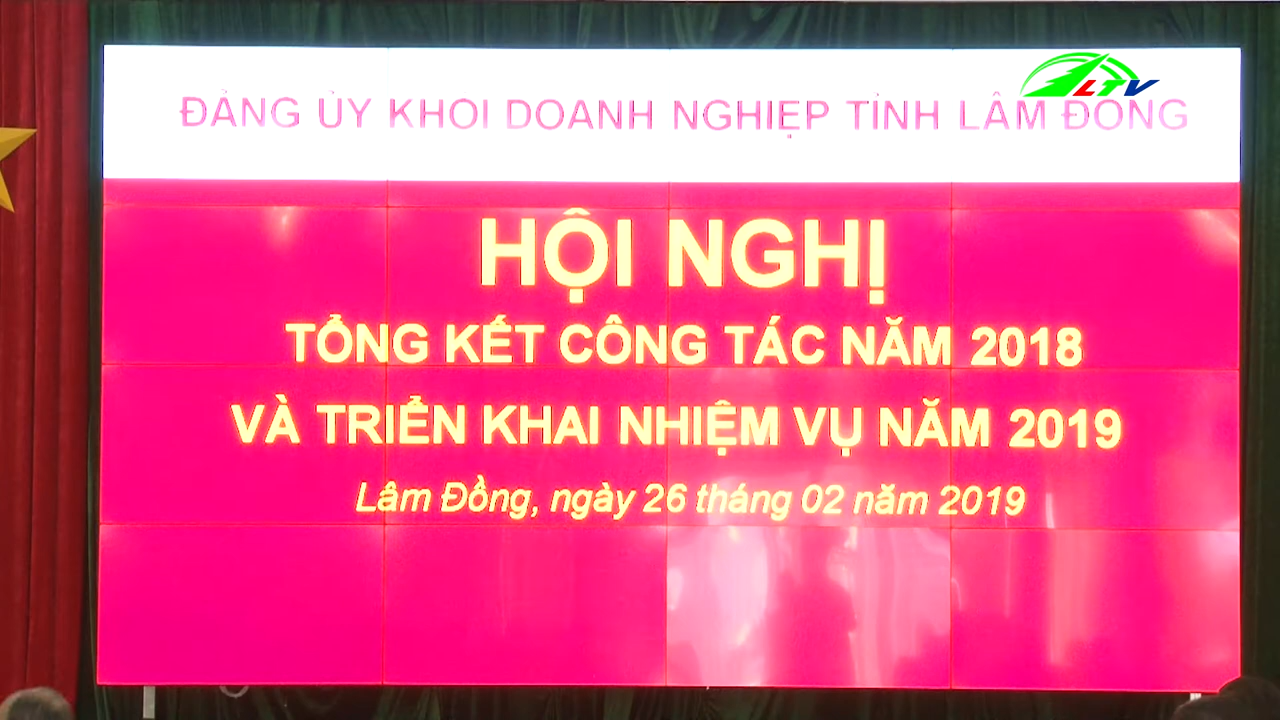 LTV
ĐẢNG ỦY KHỐI DOANH NGHIỆP TỈNH LÂM ĐỒNG
HỘI NGHỊ
TỔNG KẾT CÔNG TÁC NĂM 2018
VÀ TRIỂN KHAI NHIỆM VỤ NĂM 2019
Lâm Đồng, ngày 26 tháng 02 năm 2019